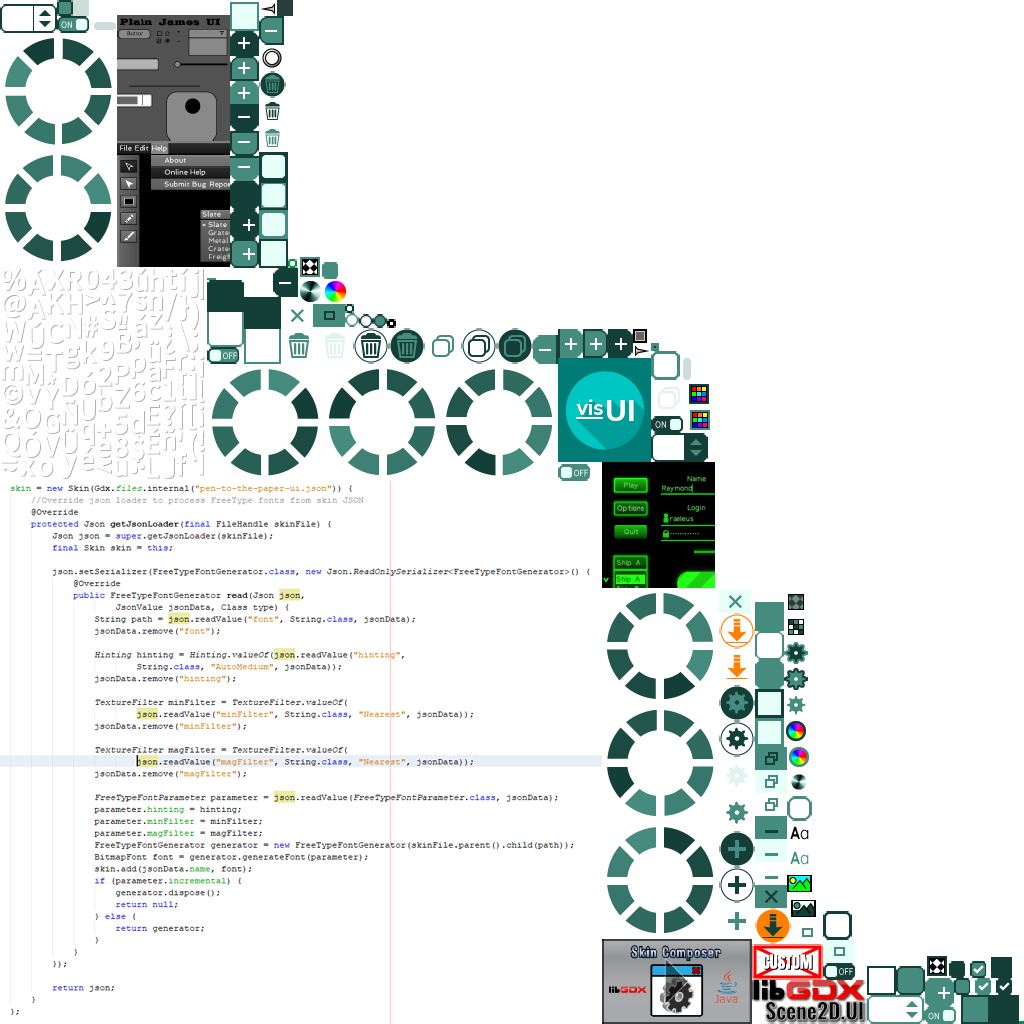 ON
Plain James UI
Button
File Edit Help
About
Online Help
Submit Bug Repo
Slate
Slate
Grate
Metal
Crate
Freigh
OFF
vis UI
ON
OFF
Name
Play
Raymond
Options
Login
raeleus
Quit
Ship A
Ship A
skin = new Skin(Gdx.files.internal("pen-to-the-paper-ui.json")) {
//Override json loader to process FreeType fonts from skin JSON
@Override
protected Json getJsonLoader(final FileHandle skinFile) {
Json json = super.getJsonLoader(skinFile);
final Skin skin = this;
json.setSerializer(FreeTypeFontGenerator.class, new Json.ReadOnlySerializer<FreeTypeFontGenerator>() {
@Override
public FreeTypeFontGenerator read(Json json,
JsonValue jsonData, Class type) {
String path = json.readValue("font", String.class, jsonData);
jsonData.remove("font");
Hinting hinting = Hinting.valueOf(json.readValue("hinting",
String.class, "AutoMedium", jsonData));
jsonData.remove("hinting");
TextureFilter minFilter = TextureFilter.valueOf(
json.readValue("minFilter", String.class, "Nearest", jsonData));
jsonData.remove("minFilter");
TextureFilter magFilter = TextureFilter.valueOf(
json.readValue("magFilter", String.class, "Nearest", jsonData));
jsonData.remove("magFilter");
FreeTypeFontParameter parameter = json.readValue(FreeTypeFontParameter.class, jsonData);
parameter.hinting = hinting;
parameter.minFilter = minFilter;
parameter.magFilter = magFilter;
FreeTypeFontGenerator generator = new FreeTypeFontGenerator(skinFile.parent().child(path));
BitmapFont font = generator.generateFont(parameter);
skin.add(jsonData.name, font);
if (parameter.incremental) {
generator.dispose();
return null;
} else {
return generator;
}
}
});
return json;
}
};
Aa
Aa
Skin Composer
libGDX
Java
CUSTOM
OFF
libGDX
Scene2D.UI
ON